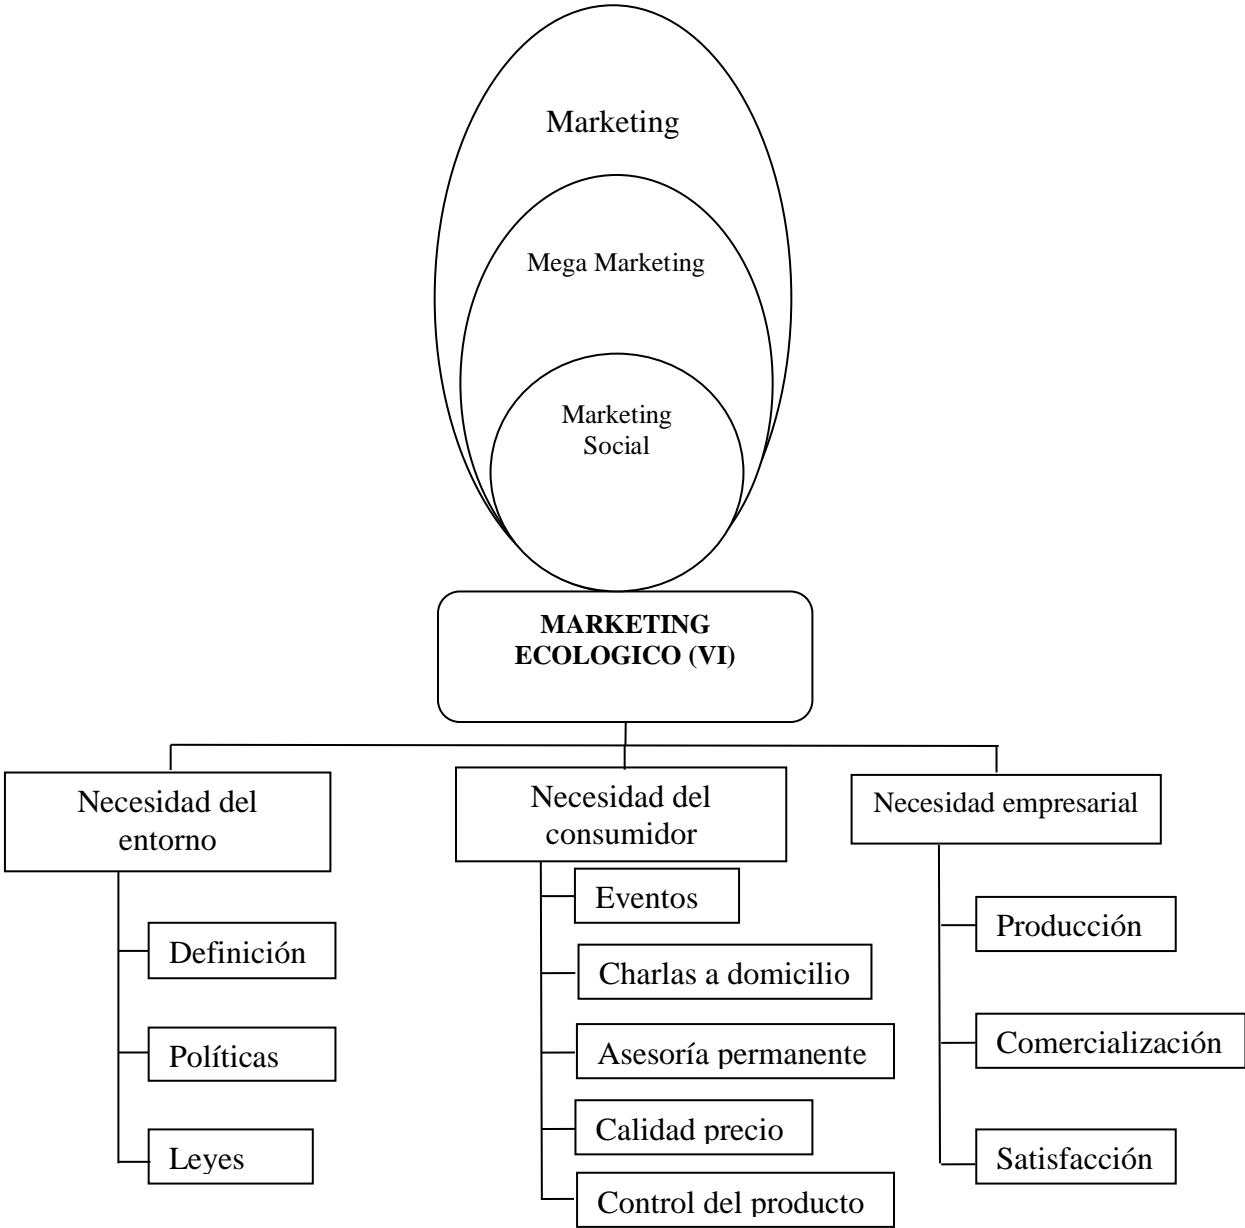 Marketing
Mega Marketing
Marketing
Social
MARKETING
ECOLOGICO (VI)
Necesidad del
entorno
Definición
Políticas
Leyes
Necesidad del
consumidor
Eventos
Charlas a domicilio
Asesoría permanente
Calidad precio
Control del producto
Necesidad empresarial
Producción
Comercialización
Satisfacción